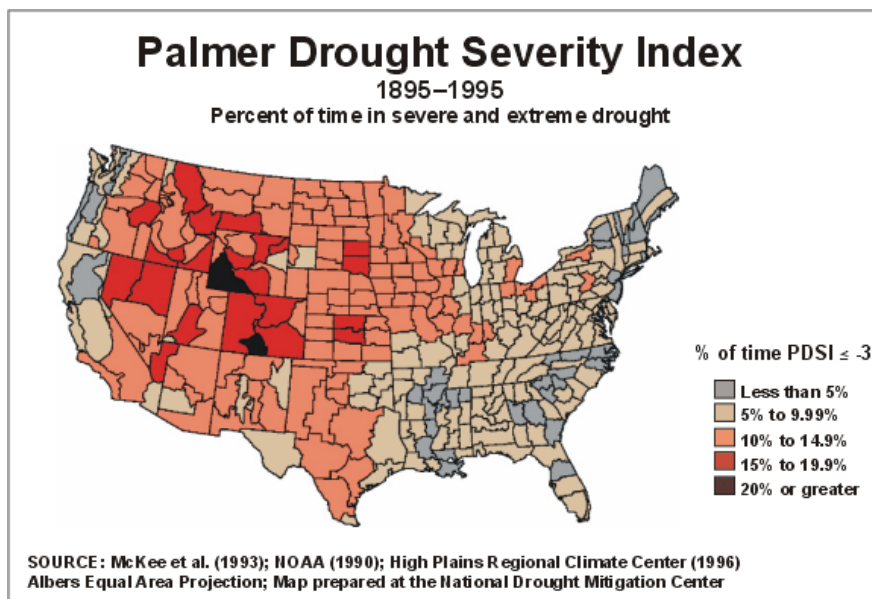 Palmer Drought Severity Index
1895–1995
Percent of time in severe and extreme drought
% of time PDSI ≤ -3
Less than 5%
5% to 9.99%
10% to 14.9%
15% to 19.9%
20% or greater
SOURCE: McKee et al. (1993); NOAA (1990); High Plains Regional Climate Center (1996)
Albers Equal Area Projection; Map prepared at the National Drought Mitigation Center